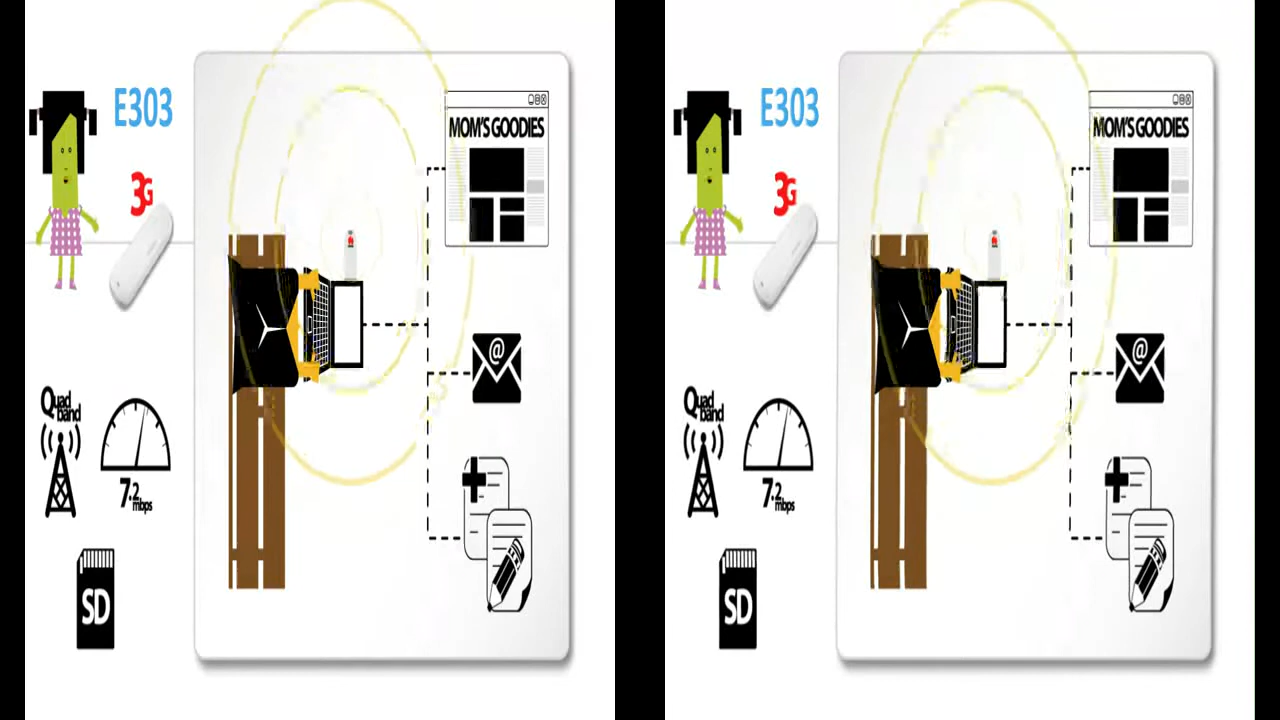 E303
3G
MOM'S GOODIES
@
Quad
band
7.2
mbps
SD
E303
3G
MOM'S GOODIES
@
Quad
band
7.2
mbps
SD